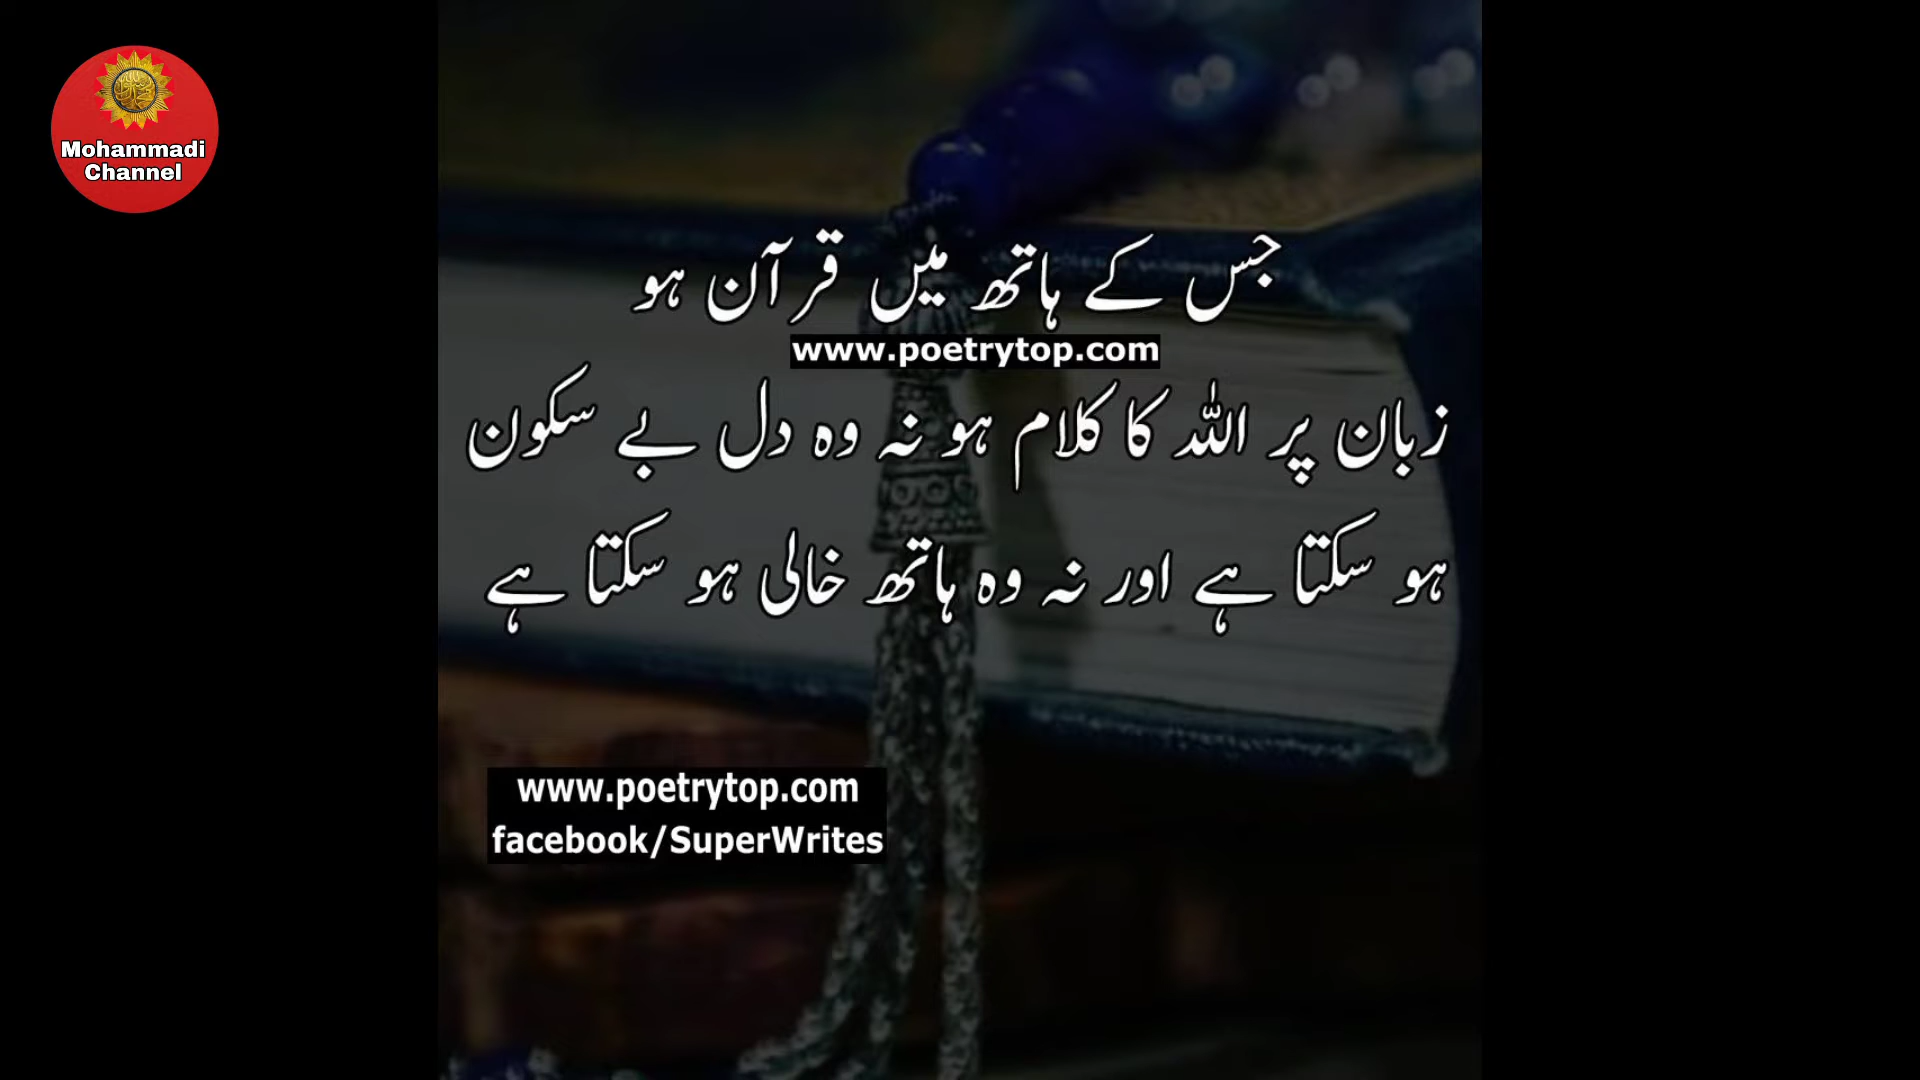 Mohammadi
Channel
جس کے ہاتھ میں قرآن ہو
www.poetrytop.com
زبان پر اللہ کا کلام ہو نہ وہ دل بے سکون
ہو سکتا ہے اور نہ وہ ہاتھ خالی ہو سکتا ہے
www.poetrytop.com
facebook/SuperWrites